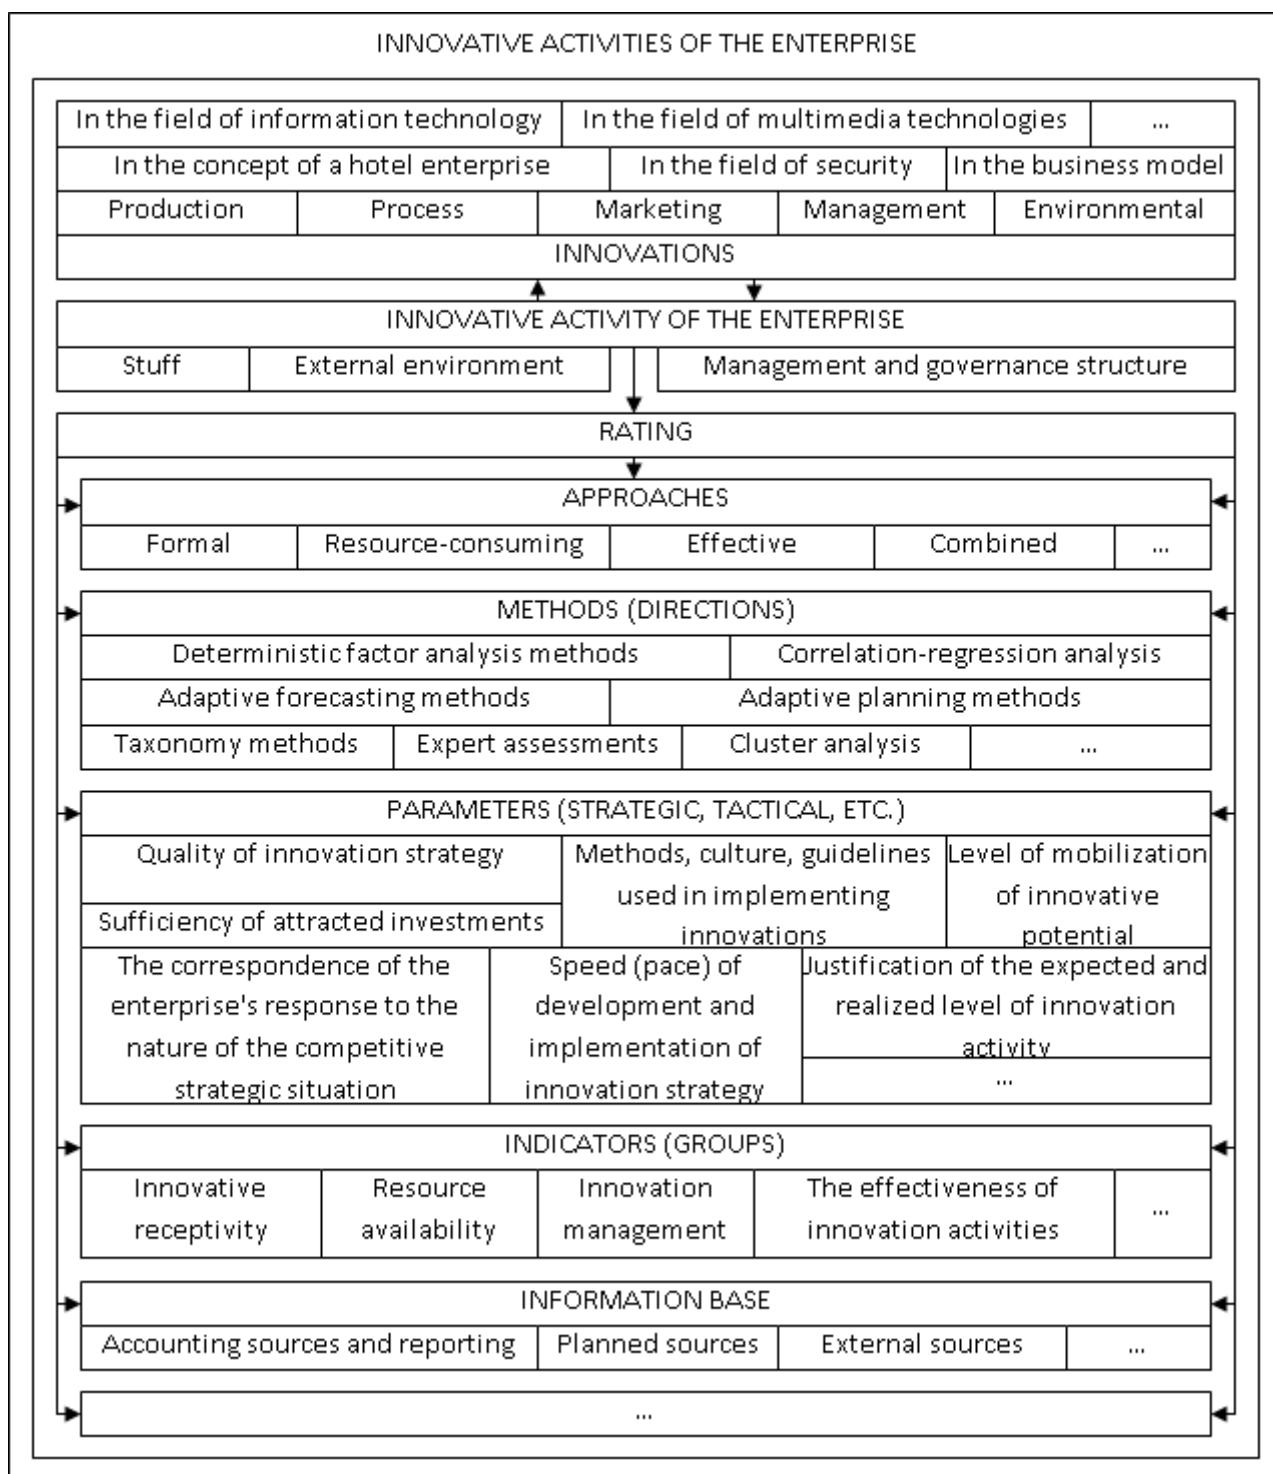 INNOVATIVE ACTIVITIES OF THE ENTERPRISE
In the field of information technology
In the field of multimedia technologies
...
In the concept of a hotel enterprise
In the field of security
In the business model
Production
Process
Marketing
Management
Environmental
INNOVATIONS
INNOVATIVE ACTIVITY OF THE ENTERPRISE
Stuff
External environment
Management and governance structure
RATING
APPROACHES
Formal
Resource-consuming
Effective
Combined
...
METHODS (DIRECTIONS)
Deterministic factor analysis methods
Correlation-regression analysis
Adaptive forecasting methods
Adaptive planning methods
Taxonomy methods
Expert assessments
Cluster analysis
...
PARAMETERS (STRATEGIC, TACTICAL, ETC.)
Quality of innovation strategy
Sufficiency of attracted investments
Methods, culture, guidelines
used in implementing
innovations
Level of mobilization
of innovative
potential
The correspondence of the
enterprise's response to the
nature of the competitive
strategic situation
Speed (pace) of
development and
implementation of
innovation strategy
Justification of the expected and
realized level of innovation
activity
...
INDICATORS (GROUPS)
Innovative
receptivity
Resource
availability
Innovation
management
The effectiveness of
innovation activities
...
INFORMATION BASE
Accounting sources and reporting
Planned sources
External sources
...
...